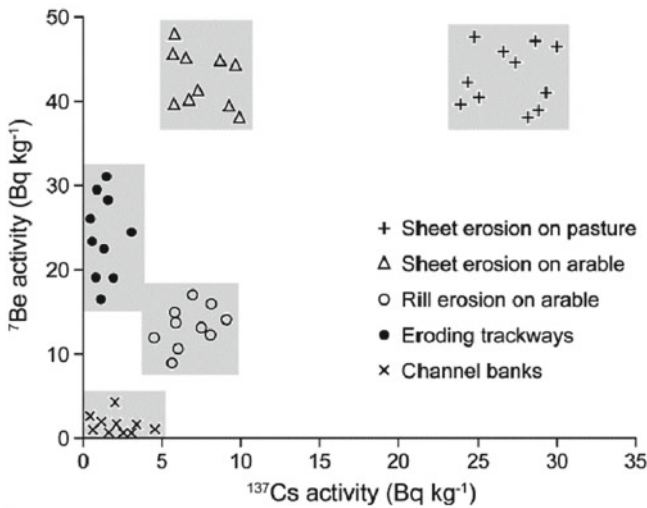 50
40
30
20
10
0
⁷Be activity (Bq kg⁻¹)
+ Sheet erosion on pasture
△ Sheet erosion on arable
○ Rill erosion on arable
● Eroding trackways
× Channel banks
0 5 10 15 20 25 30 35
¹³⁷Cs activity (Bq kg⁻¹)